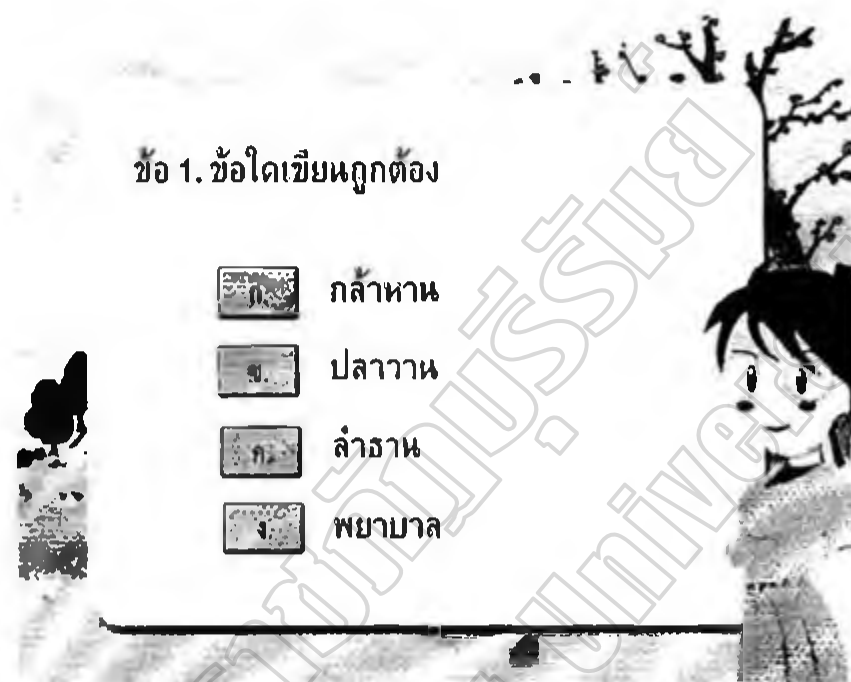 ข้อ 1. ข้อใดเขียนถูกต้อง
ก. กล้าหาน
ข. ปลาวาน
ค. ลำธาน
ง. พยาบาล